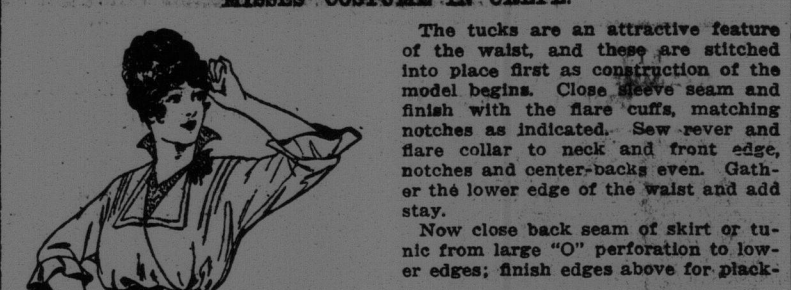 MISSES' COSTUME IN CREPE.
The tucks are an attractive feature
of the waist, and these are stitched
into place first as construction of the
model begins. Close sleeve seam and
finish with the flare cuffs, matching
notches as indicated. Sew rever and
flare collar to neck and front edge,
notches and center-backs even. Gath-
er the lower edge of the waist and add
stay.
Now close back seam of skirt or tu-
nic from large "O" perforation to low-
er edges; finish edges above for plack-